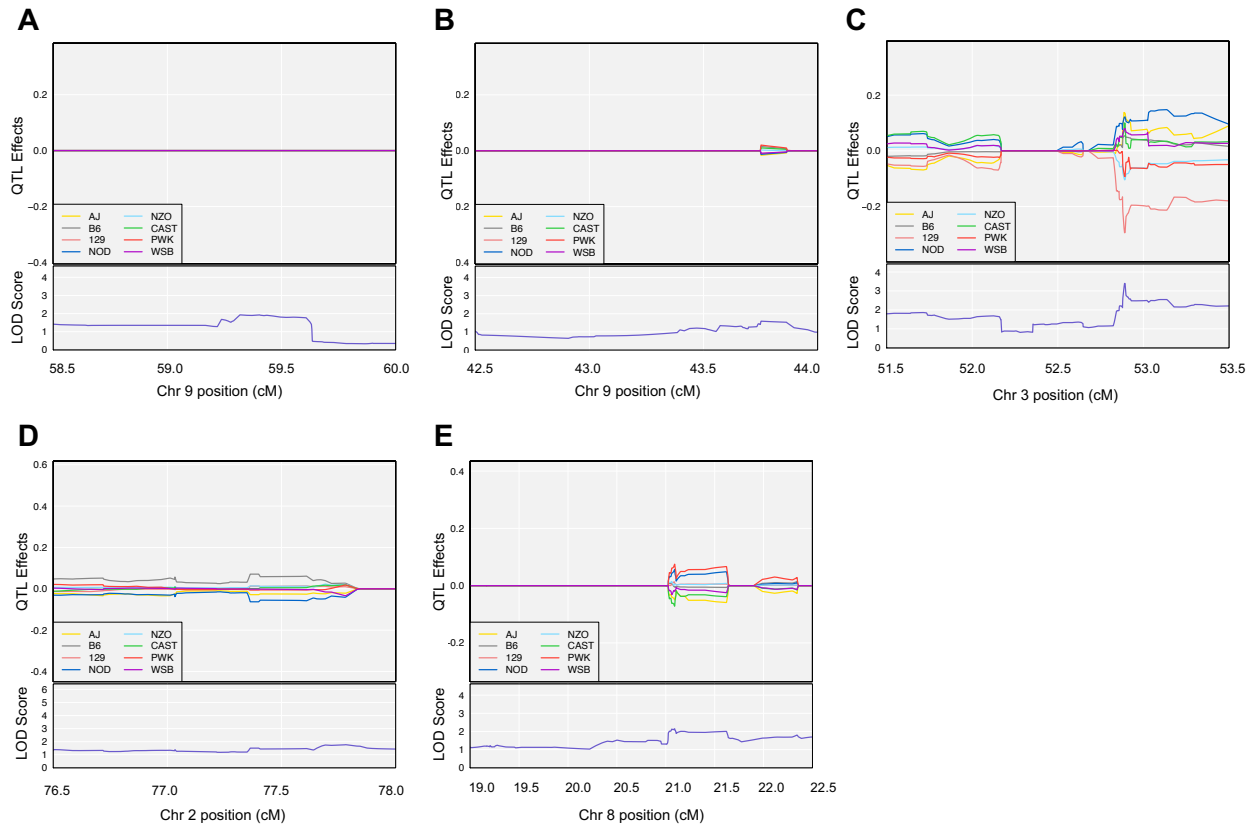 A
QTL Effects
0.2
0.0
−0.2
−0.4
AJ NZO
B6 CAST
129 PWK
NOD WSB
LOD Score
4
3
2
1
0
58.5 59.0 59.5 60.0
Chr 9 position (cM)
B
QTL Effects
0.2
0.0
−0.2
0.4
AJ NZO
B6 CAST
129 PWK
NOD WSB
LOD Score
4
3
2
1
0
42.5 43.0 43.5 44.0
Chr 9 position (cM)
C
QTL Effects
0.2
0.0
−0.2
AJ NZO
B6 CAST
129 PWK
NOD WSB
LOD Score
4
3
2
1
0
51.5 52.0 52.5 53.0 53.5
Chr 3 position (cM)
D
QTL Effects
0.6
0.4
0.2
0.0
−0.2
−0.4
AJ NZO
B6 CAST
129 PWK
NOD WSB
LOD Score
6
5
4
3
2
1
0
76.5 77.0 77.5 78.0
Chr 2 position (cM)
E
QTL Effects
0.4
0.2
0.0
−0.2
AJ NZO
B6 CAST
129 PWK
NOD WSB
LOD Score
4
3
2
1
0
19.0 19.5 20.0 20.5 21.0 21.5 22.0 22.5
Chr 8 position (cM)